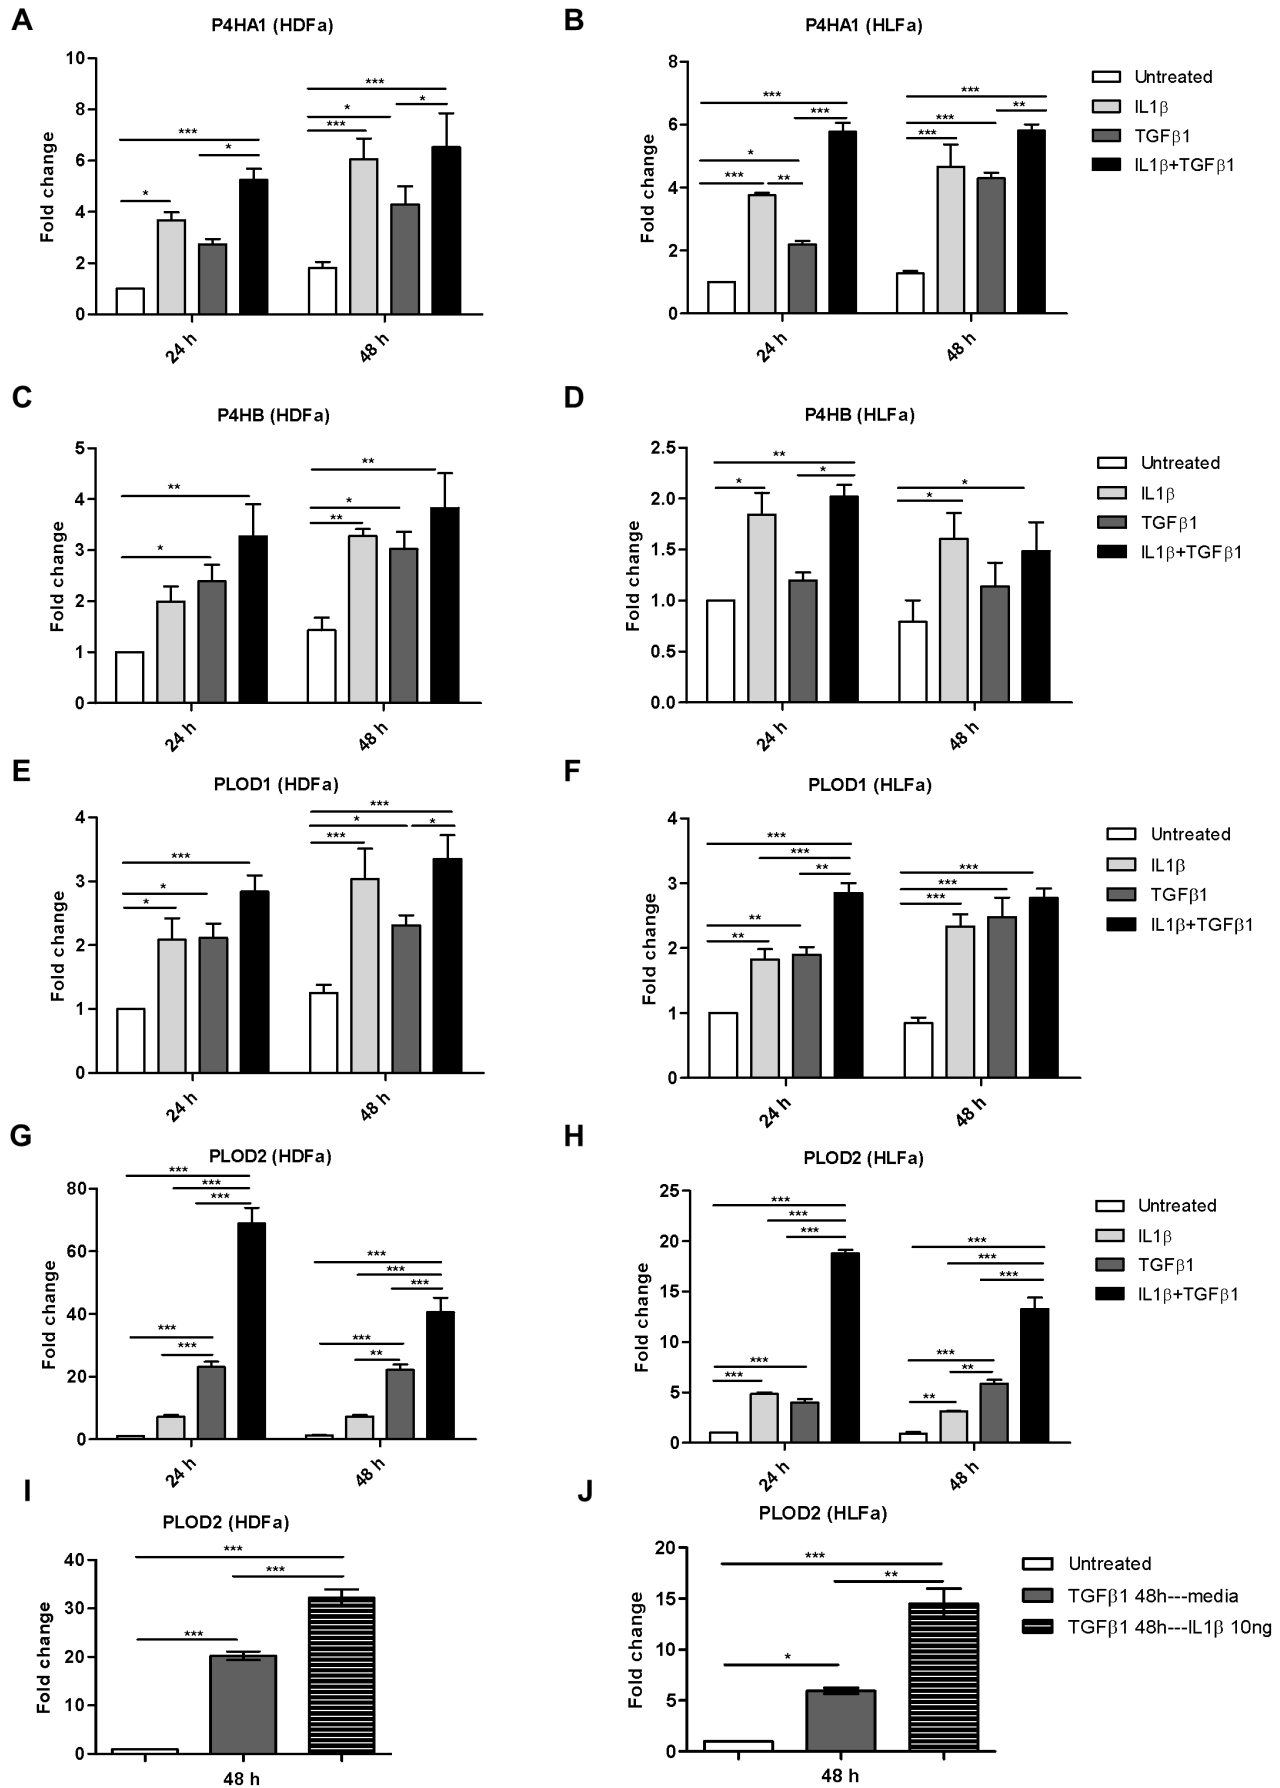 A
P4HA1 (HDFa)
Fold change
10
8
6
4
2
0
***
*
*
***
*
***
*
24 h
48 h
B
P4HA1 (HLFa)
Fold change
8
6
4
2
0
***
***
*
***
**
***
**
***
***
24 h
48 h
Untreated
IL1β
TGFβ1
IL1β+TGFβ1
C
P4HB (HDFa)
Fold change
5
4
3
2
1
0
**
*
**
*
**
24 h
48 h
D
P4HB (HLFa)
Fold change
2.5
2.0
1.5
1.0
0.5
0.0
**
*
*
*
*
24 h
48 h
Untreated
IL1β
TGFβ1
IL1β+TGFβ1
E
PLOD1 (HDFa)
Fold change
4
3
2
1
0
***
*
*
***
*
*
***
24 h
48 h
F
PLOD1 (HLFa)
Fold change
4
3
2
1
0
***
***
**
**
**
***
***
***
24 h
48 h
Untreated
IL1β
TGFβ1
IL1β+TGFβ1
G
PLOD2 (HDFa)
Fold change
80
60
40
20
0
***
***
***
***
***
***
***
***
***
**
24 h
48 h
H
PLOD2 (HLFa)
Fold change
25
20
15
10
5
0
***
***
***
***
***
***
***
***
***
**
**
24 h
48 h
Untreated
IL1β
TGFβ1
IL1β+TGFβ1
I
PLOD2 (HDFa)
Fold change
40
30
20
10
0
***
***
***
48 h
J
PLOD2 (HLFa)
Fold change
20
15
10
5
0
***
**
*
48 h
Untreated
TGFβ1 48h---media
TGFβ1 48h---IL1β 10ng